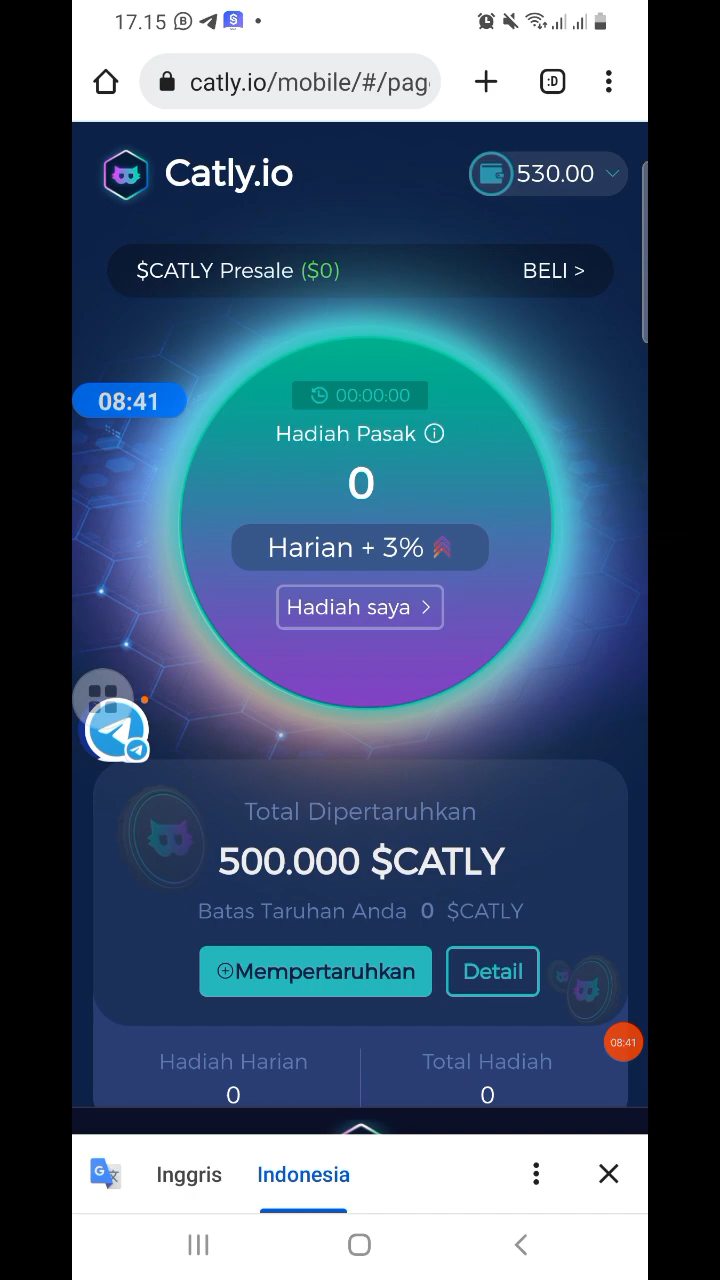 17.15
catly.io/mobile/#/pag
:D
Catly.io
530.00
$CATLY Presale ($0)
BELI >
00:00:00
08:41
Hadiah Pasak
0
Harian + 3%
Hadiah saya >
Total Dipertaruhkan
500.000 $CATLY
Batas Taruhan Anda 0 $CATLY
Mempertaruhkan
Detail
08:41
Hadiah Harian
Total Hadiah
0
0
Inggris
Indonesia